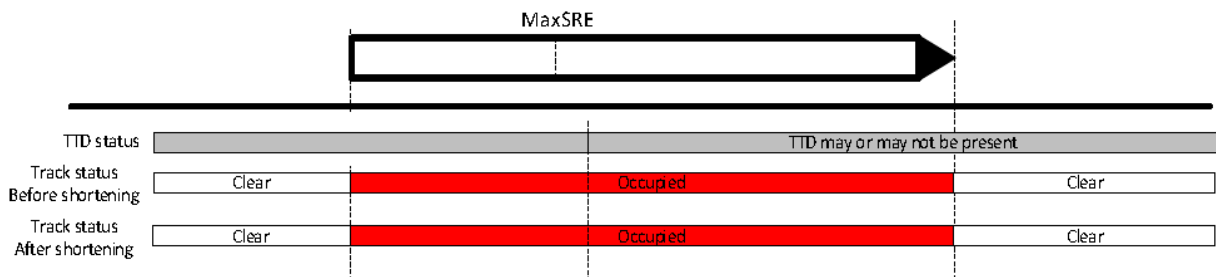 MaxSRE
TTD status
TTD may or may not be present
Track status
Before shortening
Clear
Occupied
Clear
Track status
After shortening
Clear
Occupied
Clear